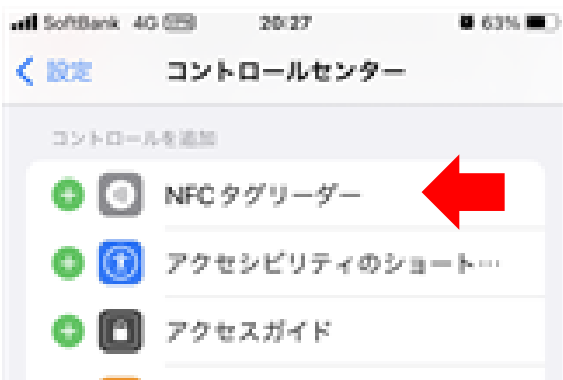 SoftBank 4G 20:27 63%
設定 コントロールセンター
コントロールを追加
NFCタグリーダー
アクセシビリティのショート…
アクセスガイド